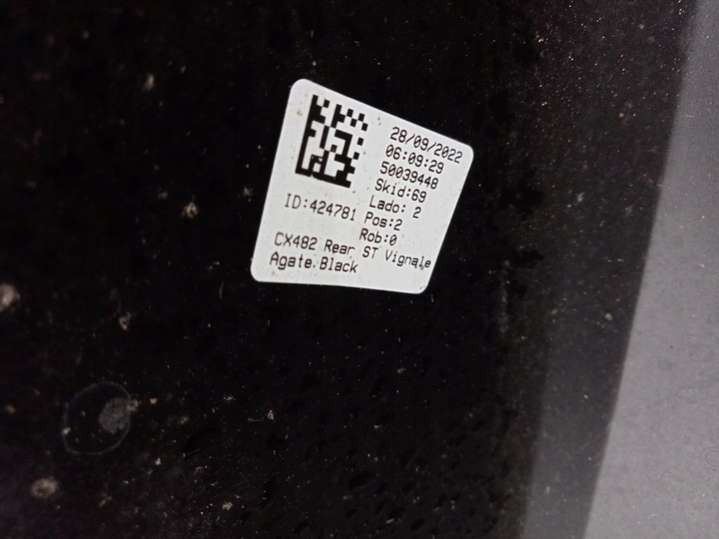 28/09/2022
06:09:29
50039448
Skid:69
Lado: 2
ID:424781 Pos:2
Rob:0
CX482 Rear ST Vignale
Agate Black